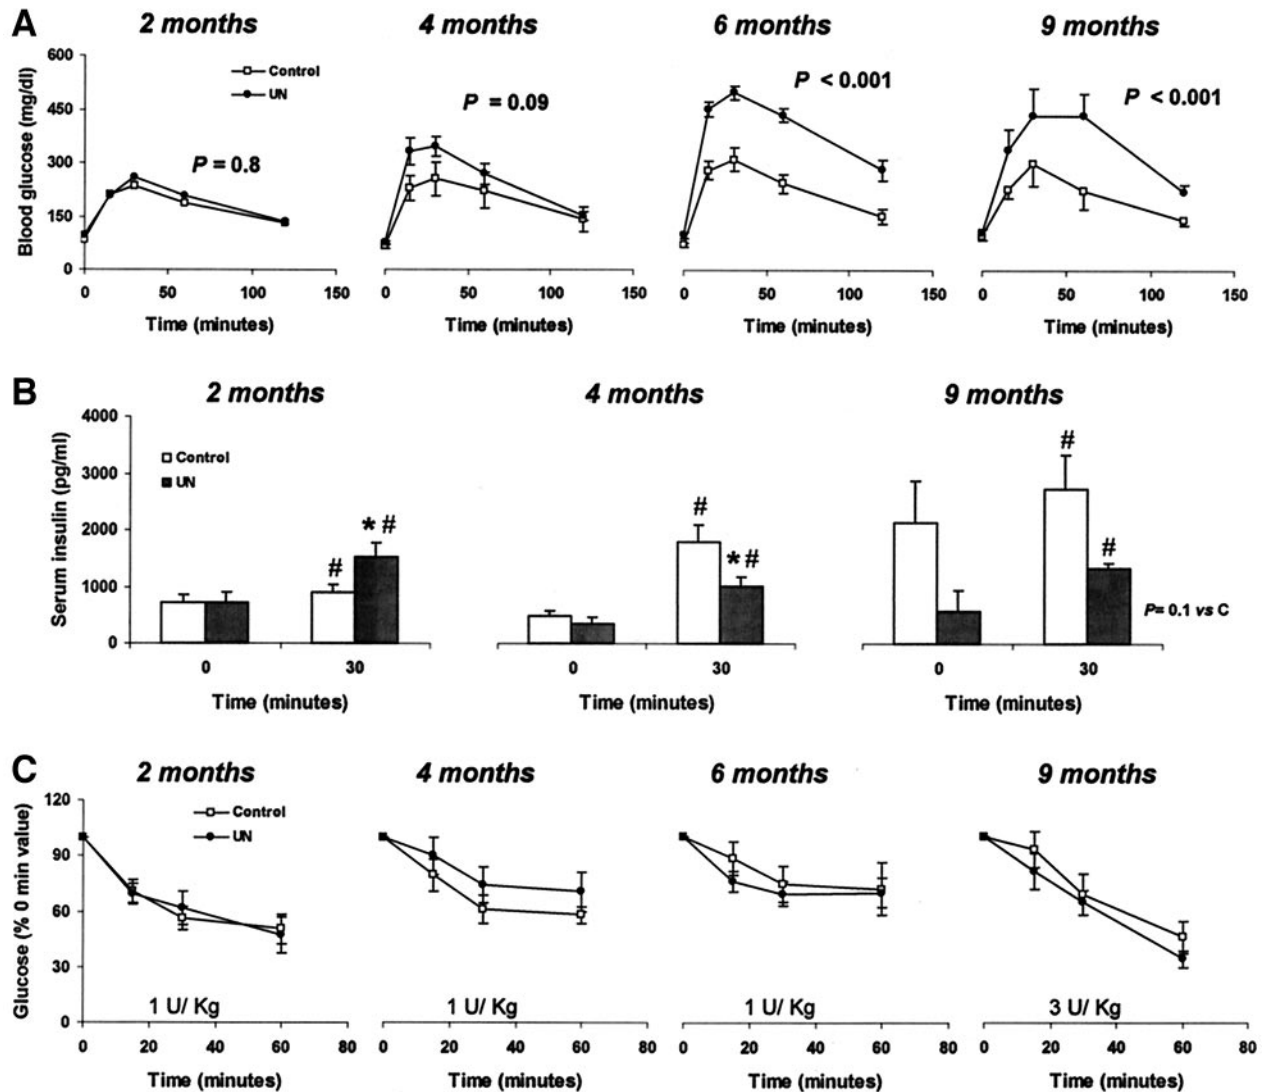 A
2 months
4 months
6 months
9 months
Blood glucose (mg/dl)
600
450
300
150
0
Control
UN
P = 0.8
P = 0.09
P < 0.001
P < 0.001
0 50 100 150
0 50 100 150
0 50 100 150
0 50 100 150
Time (minutes)
Time (minutes)
Time (minutes)
Time (minutes)
B
2 months
4 months
9 months
Serum insulin (pg/ml)
4000
3000
2000
1000
0
Control
UN
#
* #
#
* #
#
#
P= 0.1 vs C
0 30
0 30
0 30
Time (minutes)
Time (minutes)
Time (minutes)
C
2 months
4 months
6 months
9 months
Glucose (% 0 min value)
120
90
60
30
0
Control
UN
1 U/ Kg
1 U/ Kg
1 U/ Kg
3 U/ Kg
0 20 40 60 80
0 20 40 60 80
0 20 40 60 80
0 20 40 60 80
Time (minutes)
Time (minutes)
Time (minutes)
Time (minutes)